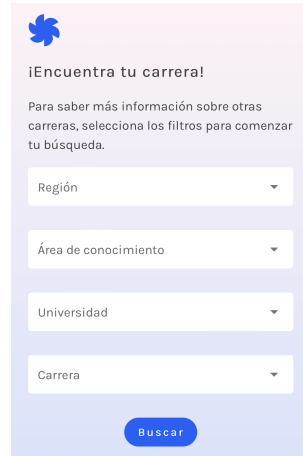 ¡Encuentra tu carrera!
Para saber más información sobre otras
carreras, selecciona los filtros para comenzar
tu búsqueda.
Región
Área de conocimiento
Universidad
Carrera
Buscar